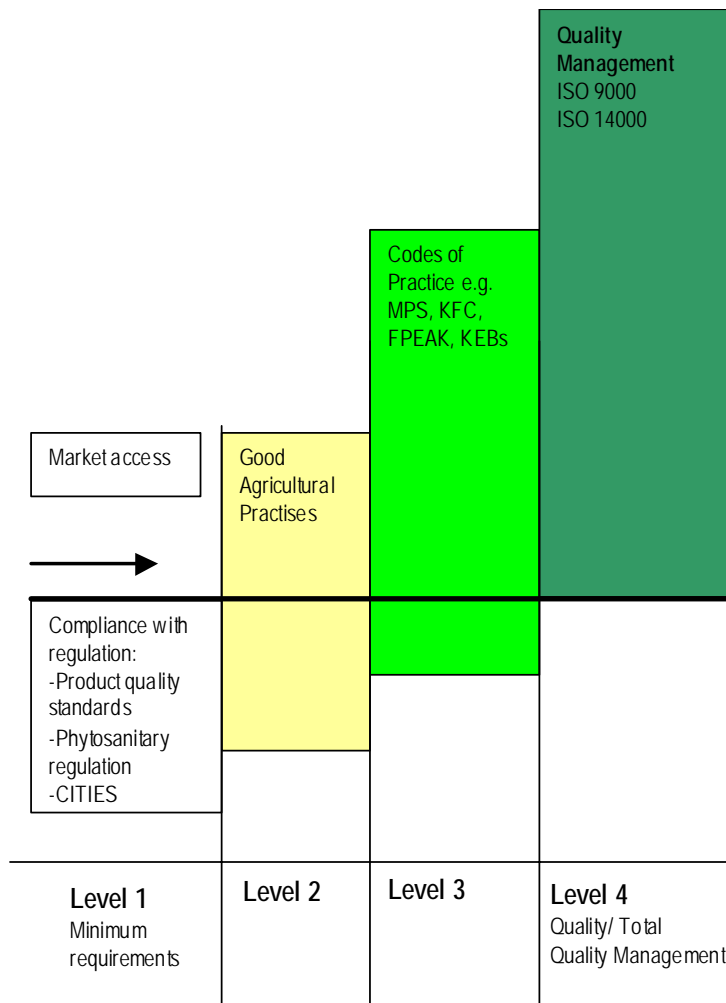 Quality
Management
ISO 9000
ISO 14000
Codes of
Practice e.g.
MPS, KFC,
FPEAK, KEBs
Market access
Good
Agricultural
Practises
Compliance with
regulation:
-Product quality
standards
-Phytosanitary
regulation
-CITIES
Level 1
Minimum
requirements
Level 2
Level 3
Level 4
Quality/ Total
Quality Management